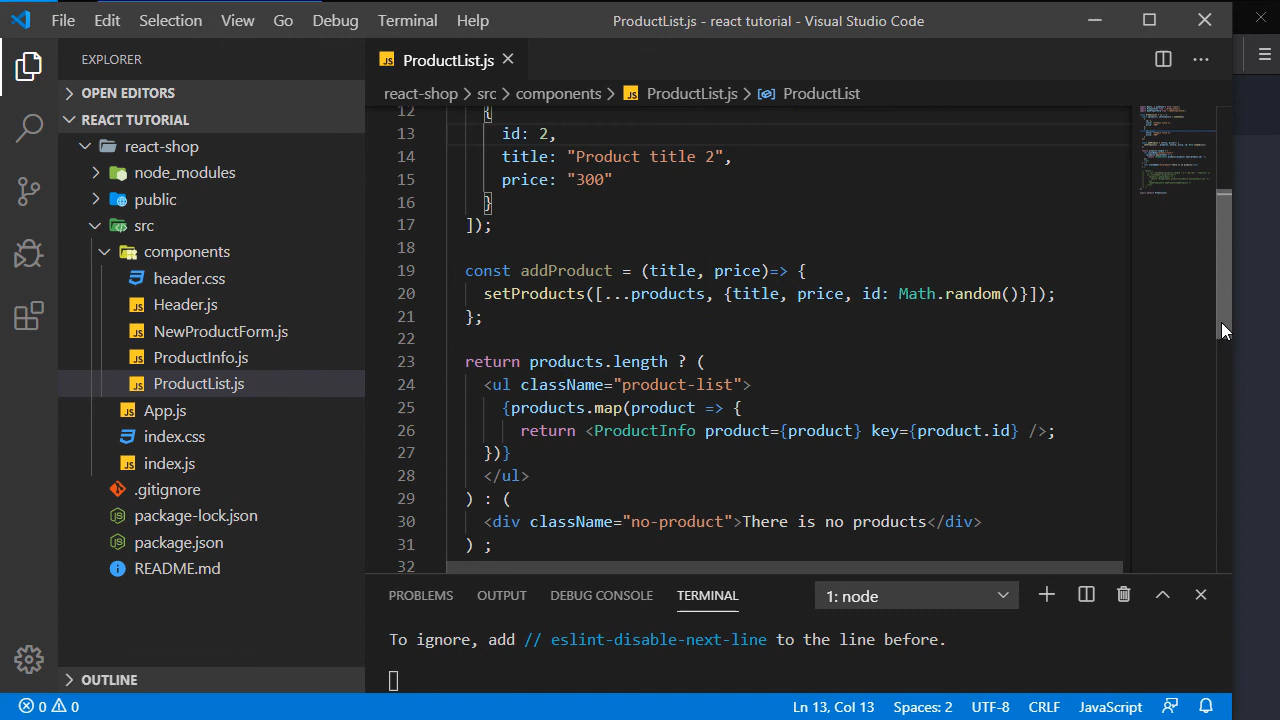 File Edit Selection View Go Debug Terminal Help
ProductList.js - react tutorial - Visual Studio Code
EXPLORER
OPEN EDITORS
REACT TUTORIAL
react-shop
node_modules
public
src
components
header.css
Header.js
NewProductForm.js
ProductInfo.js
ProductList.js
App.js
index.css
index.js
.gitignore
package-lock.json
package.json
README.md
OUTLINE
ProductList.js
react-shop > src > components > ProductList.js > ProductList
12 {
13 id: 2,
14 title: "Product title 2",
15 price: "300"
16 }
17 ]);
18
19 const addProduct = (title, price)=> {
20 setProducts([...products, {title, price, id: Math.random()}]);
21 };
22
23 return products.length ? (
24 <ul className="product-list">
25 {products.map(product => {
26 return <ProductInfo product={product} key={product.id} />;
27 })}
28 </ul>
29 ) : (
30 <div className="no-product">There is no products</div>
31 ) ;
32
PROBLEMS OUTPUT DEBUG CONSOLE TERMINAL 1: node
To ignore, add // eslint-disable-next-line to the line before.
0 0 Ln 13, Col 13 Spaces: 2 UTF-8 CRLF JavaScript